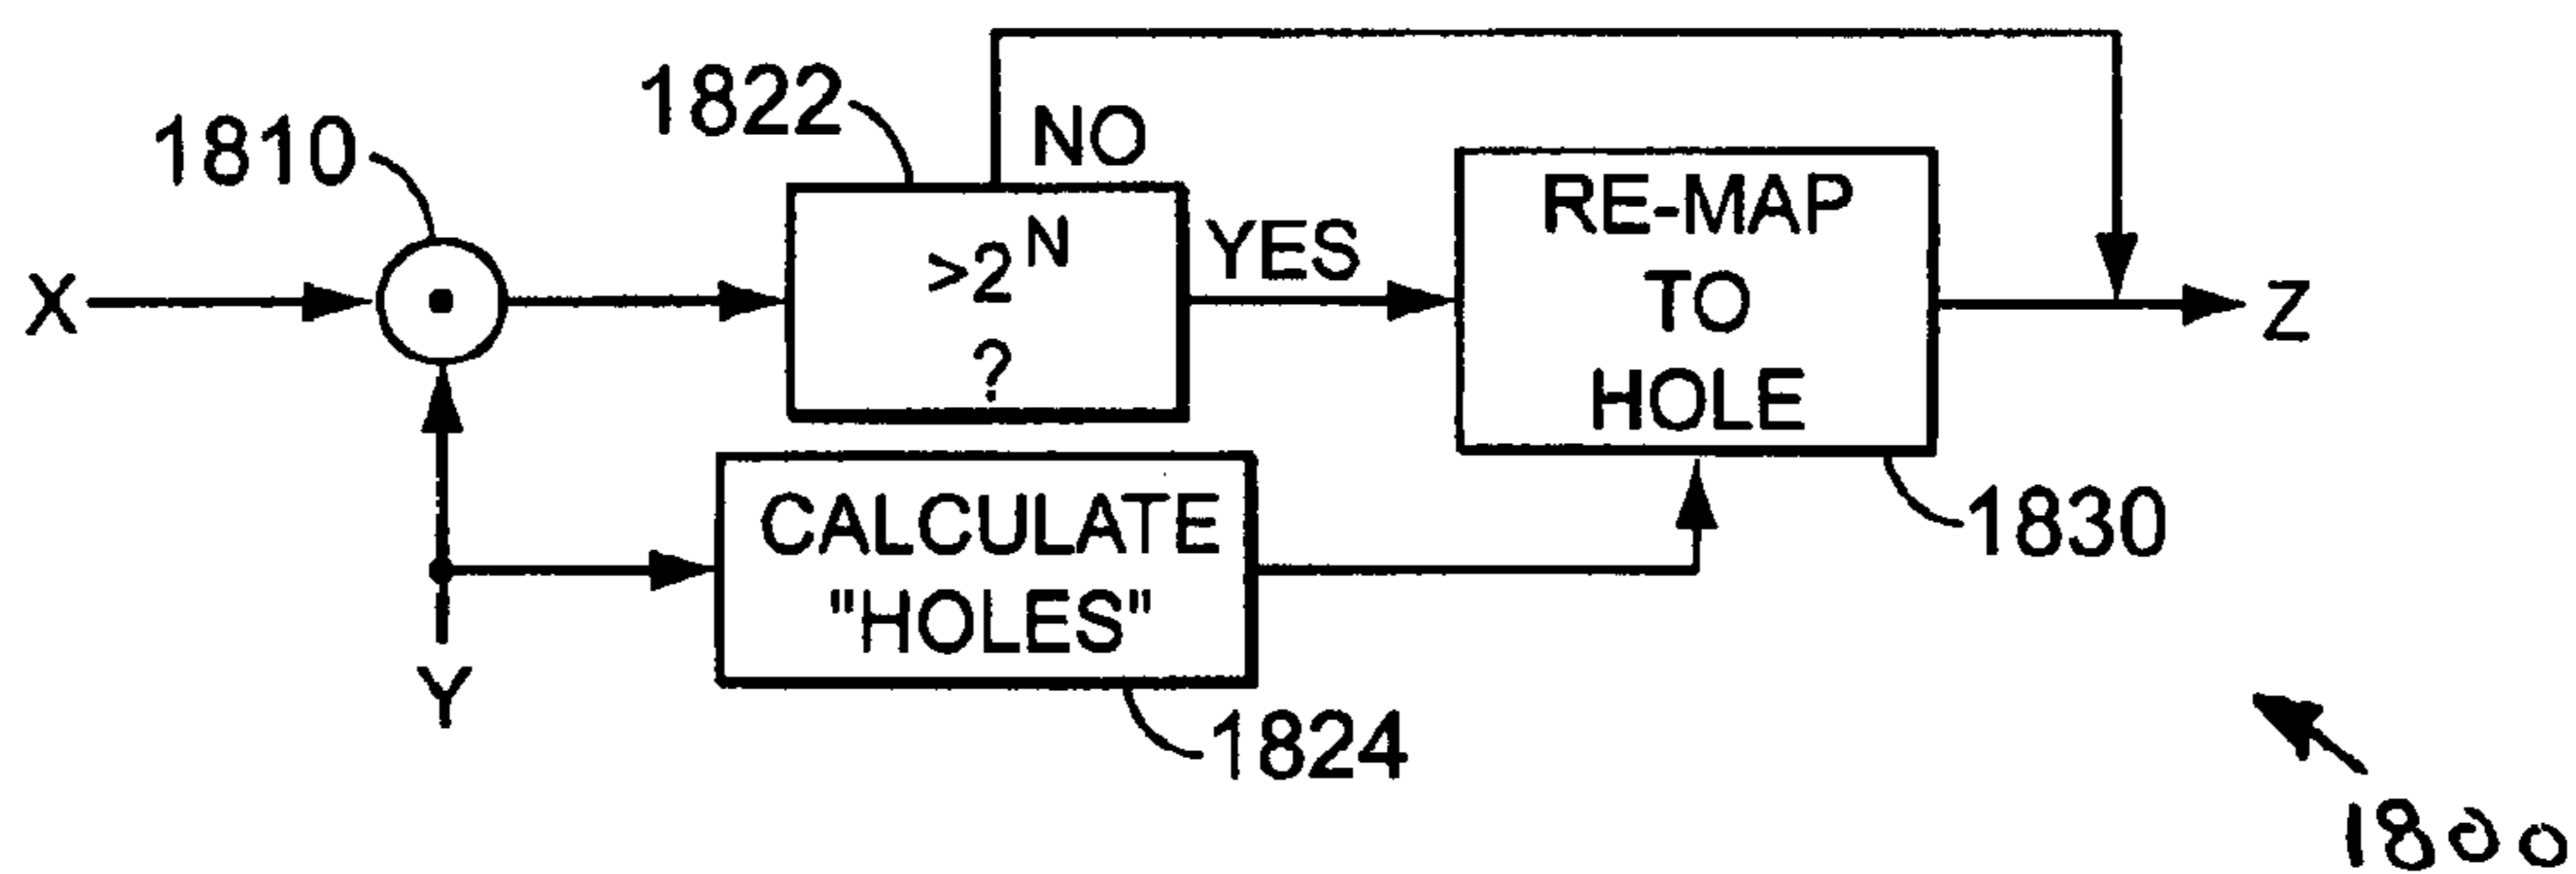 1810
1822
NO
X
>2^N
?
YES
RE-MAP
TO
HOLE
Z
Y
CALCULATE
"HOLES"
1824
1830
1800